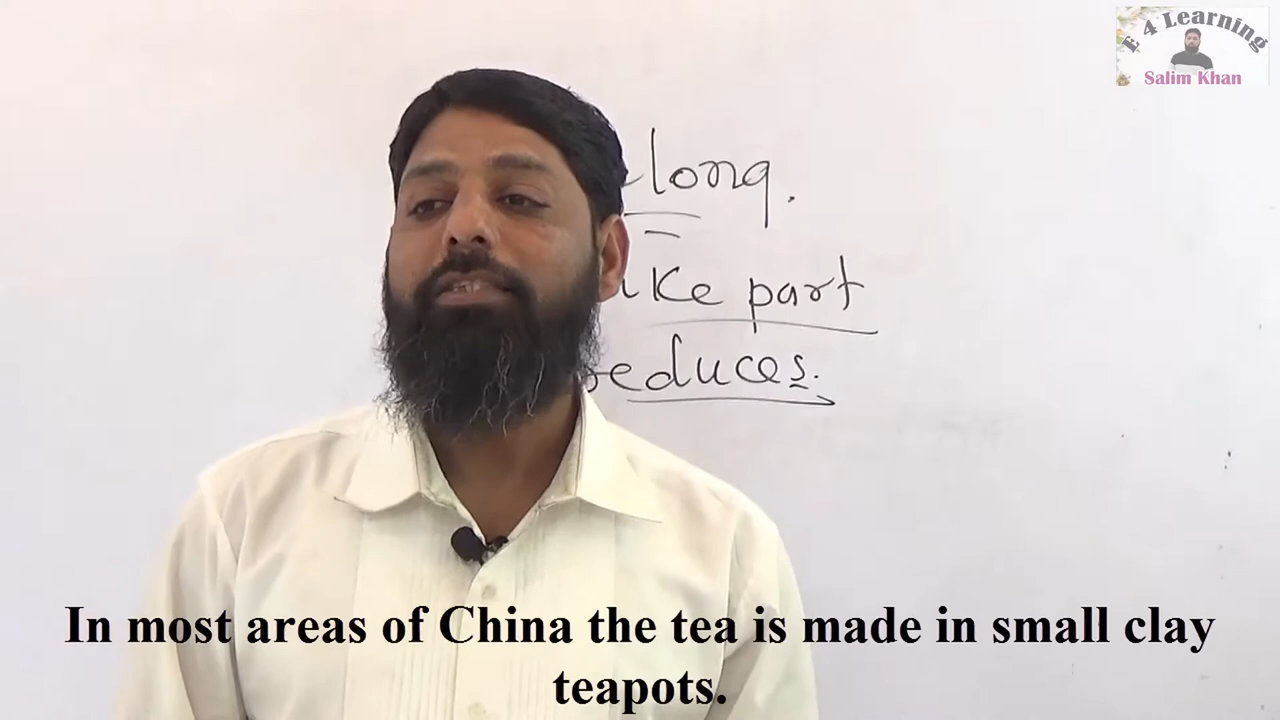 E 4 Learning
Salim Khan
long.
ke part
educes.
In most areas of China the tea is made in small clay
teapots.